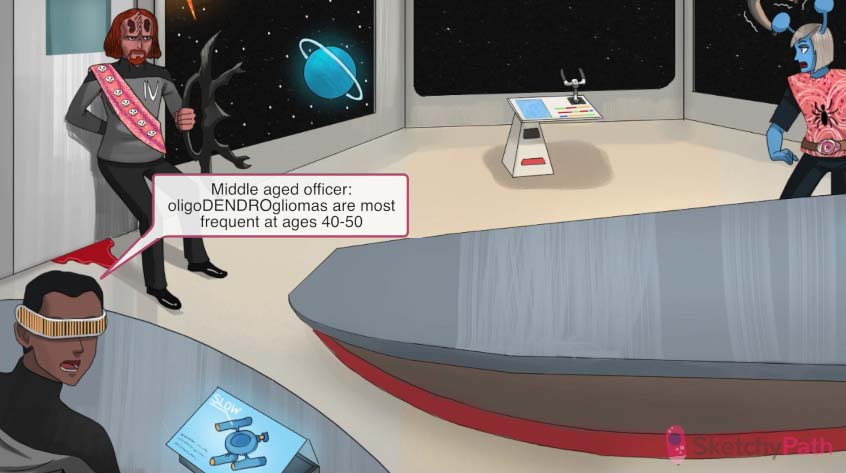 Middle aged officer:
oligoDENDROgliomas are most
frequent at ages 40-50
SLOW
SketchyPath